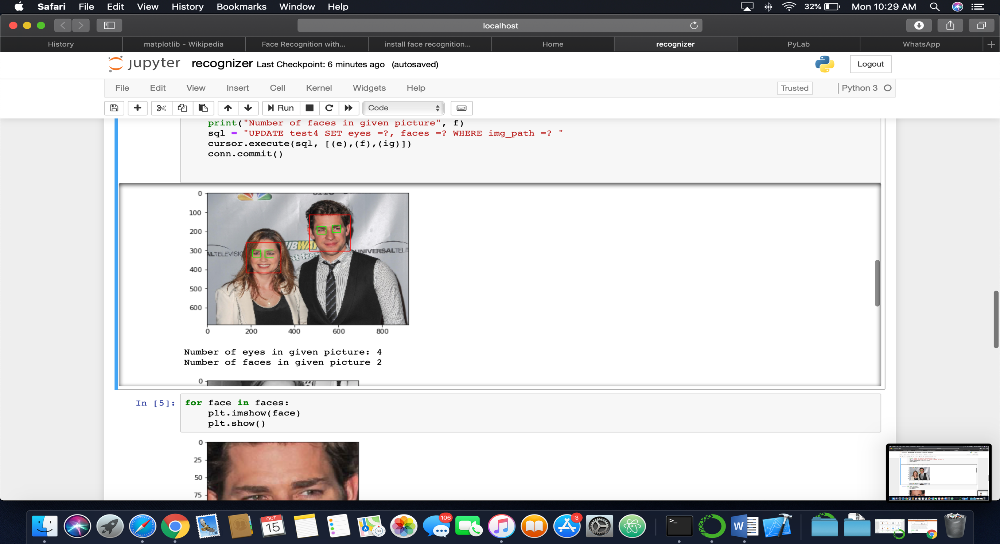 Safari File Edit View History Bookmarks Window Help 32% Mon 10:29 AM
localhost
History matplotlib - Wikipedia Face Recognition with... install face recognition... Home recognizer PyLab WhatsApp
jupyter recognizer Last Checkpoint: 6 minutes ago (autosaved) Logout
File Edit View Insert Cell Kernel Widgets Help Trusted Python 3
Run Code
print("Number of faces in given picture", f)
sql = "UPDATE test4 SET eyes =?, faces =? WHERE img_path =? "
cursor.execute(sql, [(e),(f),(ig)])
conn.commit()
0
100
200
300
400
500
600
UBWAY
ALTELEVISIO
at fres
UNIVERSALTELE
0 200 400 600 800
Number of eyes in given picture: 4
Number of faces in given picture 2
0
In [5]: for face in faces:
plt.imshow(face)
plt.show()
0
25
50
75
OCT
15
3D
106
3
>_
W